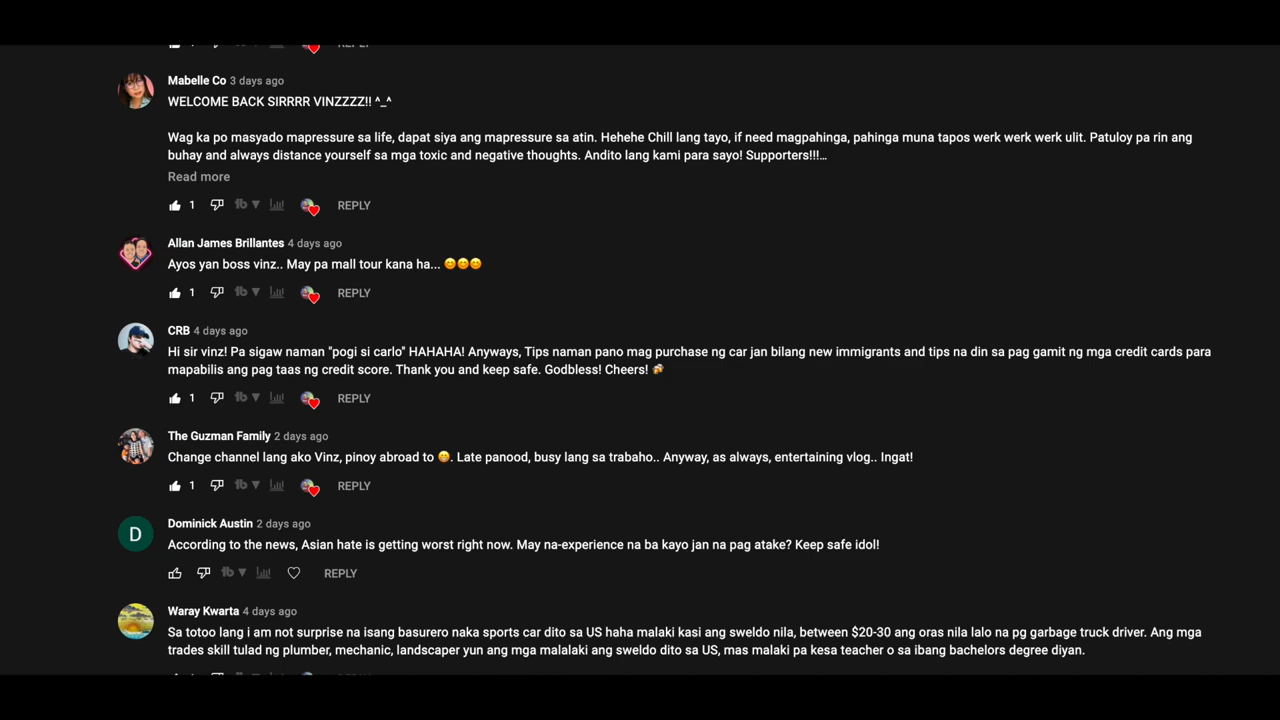 REPLY
Mabelle Co 3 days ago
WELCOME BACK SIRRRR VINZZZZ!! ^_^
Wag ka po masyado mapressure sa life, dapat siya ang mapressure sa atin. Hehehe Chill lang tayo, if need magpahinga, pahinga muna tapos werk werk werk ulit. Patuloy pa rin ang
buhay and always distance yourself sa mga toxic and negative thoughts. Andito lang kami para sayo! Supporters!!!...
Read more
1 REPLY
Allan James Brillantes 4 days ago
Ayos yan boss vinz.. May pa mall tour kana ha... 😊😊😊
1 REPLY
CRB 4 days ago
Hi sir vinz! Pa sigaw naman "pogi si carlo" HAHAHA! Anyways, Tips naman pano mag purchase ng car jan bilang new immigrants and tips na din sa pag gamit ng mga credit cards para
mapabilis ang pag taas ng credit score. Thank you and keep safe. Godbless! Cheers! 🍻
1 REPLY
The Guzman Family 2 days ago
Change channel lang ako Vinz, pinoy abroad to 😁. Late panood, busy lang sa trabaho.. Anyway, as always, entertaining vlog.. Ingat!
1 REPLY
D
Dominick Austin 2 days ago
According to the news, Asian hate is getting worst right now. May na-experience na ba kayo jan na pag atake? Keep safe idol!
REPLY
Waray Kwarta 4 days ago
Sa totoo lang i am not surprise na isang basurero naka sports car dito sa US haha malaki kasi ang sweldo nila, between $20-30 ang oras nila lalo na pg garbage truck driver. Ang mga
trades skill tulad ng plumber, mechanic, landscaper yun ang mga malalaki ang sweldo dito sa US, mas malaki pa kesa teacher o sa ibang bachelors degree diyan.